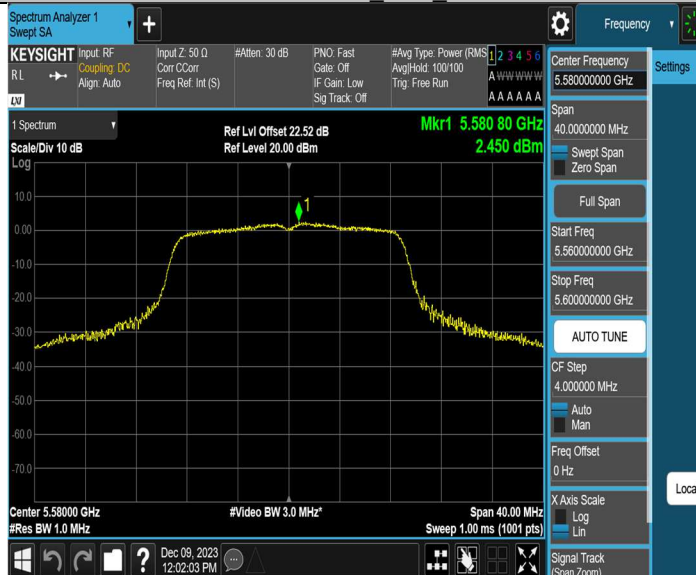 Spectrum Analyzer 1
Swept SA
+
Frequency
KEYSIGHT
RL
LXI
Input: RF
Coupling: DC
Align: Auto
Input Z: 50 Ω
Corr CCorr
Freq Ref: Int (S)
#Atten: 30 dB
PNO: Fast
Gate: Off
IF Gain: Low
Sig Track: Off
#Avg Type: Power (RMS
Avg|Hold: 100/100
Trig: Free Run
1 2 3 4 5 6
A W W W W W
A A A A A A
Center Frequency
5.580000000 GHz
Settings
Span
40.0000000 MHz
Swept Span
Zero Span
Full Span
Start Freq
5.560000000 GHz
Stop Freq
5.600000000 GHz
AUTO TUNE
CF Step
4.000000 MHz
Auto
Man
Freq Offset
0 Hz
X Axis Scale
Log
Lin
Loca
Signal Track
(Span Zoom)
1 Spectrum
Scale/Div 10 dB
Log
Ref Lvl Offset 22.52 dB
Ref Level 20.00 dBm
Mkr1 5.580 80 GHz
2.450 dBm
1
10.0
0.00
-10.0
-20.0
-30.0
-40.0
-50.0
-60.0
-70.0
Center 5.58000 GHz
#Res BW 1.0 MHz
#Video BW 3.0 MHz*
Span 40.00 MHz
Sweep 1.00 ms (1001 pts)
?
Dec 09, 2023
12:02:03 PM